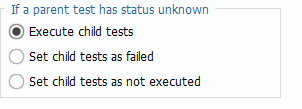 If a parent test has status unknown
Execute child tests
Set child tests as failed
Set child tests as not executed